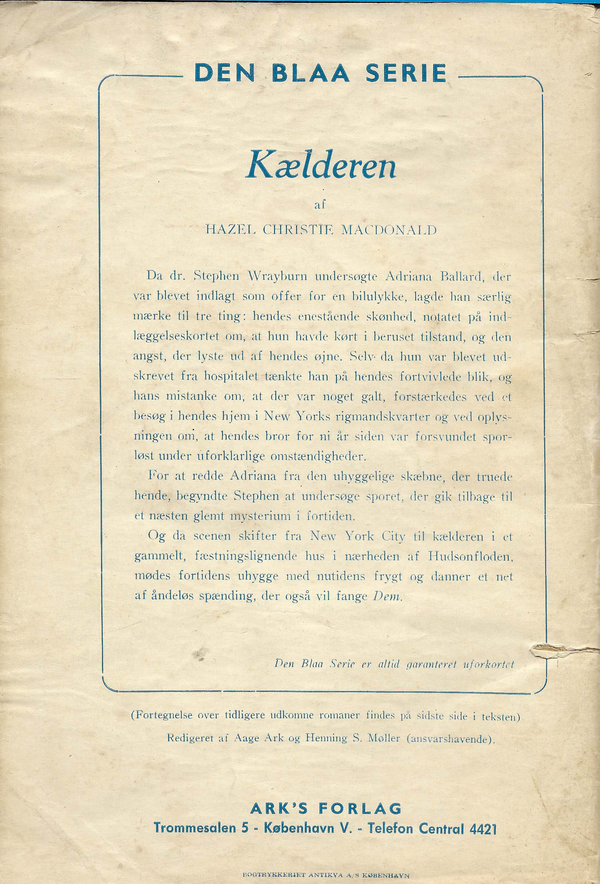 DEN BLAA SERIE
Kælderen
af
HAZEL CHRISTIE MACDONALD
Da dr. Stephen Wrayburn undersøgte Adriana Ballard, der
var blevet indlagt som offer for en bilulykke, lagde han særlig
mærke til tre ting: hendes enestående skønhed, notatet på ind-
læggelseskortet om, at hun havde kørt i beruset tilstand, og den
angst, der lyste ud af hendes øjne. Selv da hun var blevet ud-
skrevet fra hospitalet tænkte han på hendes fortvivlede blik, og
hans mistanke om, at der var noget galt, forstærkedes ved et
besøg i hendes hjem i New Yorks rigmandskvarter og ved oplys-
ningen om, at hendes bror for ni år siden var forsvundet spor-
løst under uforklarlige omstændigheder.
For at redde Adriana fra den uhyggelige skæbne, der truede
hende, begyndte Stephen at undersøge sporet, der gik tilbage til
et næsten glemt mysterium i fortiden.
Og da scenen skifter fra New York City til kælderen i et
gammelt, fæstningslignende hus i nærheden af Hudsonfloden,
mødes fortidens uhygge med nutidens frygt og danner et net
af åndeløs spænding, der også vil fange Dem.
Den Blaa Serie er altid garanteret uforkortet
(Fortegnelse over tidligere udkomne romaner findes på sidste side i teksten)
Redigeret af Aage Ark og Henning S. Møller (ansvarshavende).
ARK'S FORLAG
Trommesalen 5 - København V. - Telefon Central 4421
BOGTRYKKERIET ANTIKVA A/S KØBENHAVN